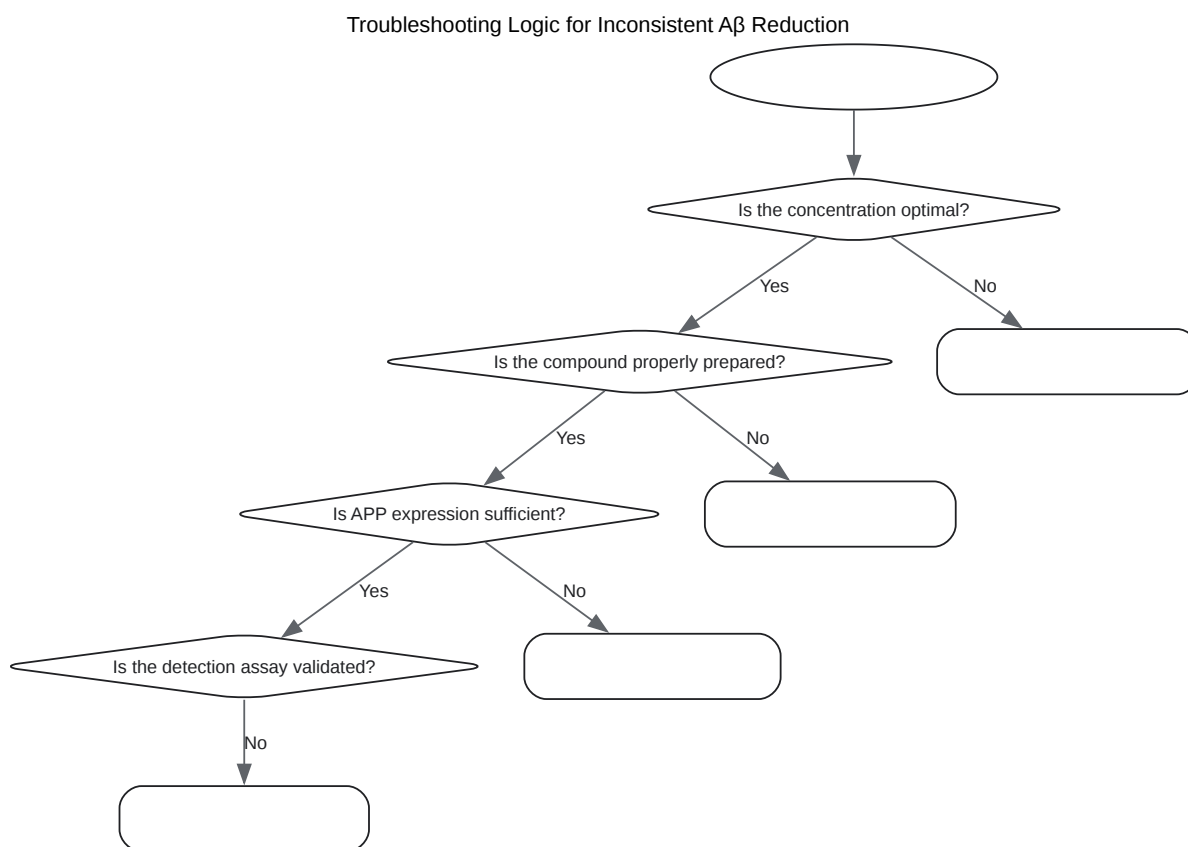 Troubleshooting Logic for Inconsistent Aβ Reduction
Is the concentration optimal?
Yes
No
Is the compound properly prepared?
Yes
No
Is APP expression sufficient?
Yes
No
Is the detection assay validated?
No